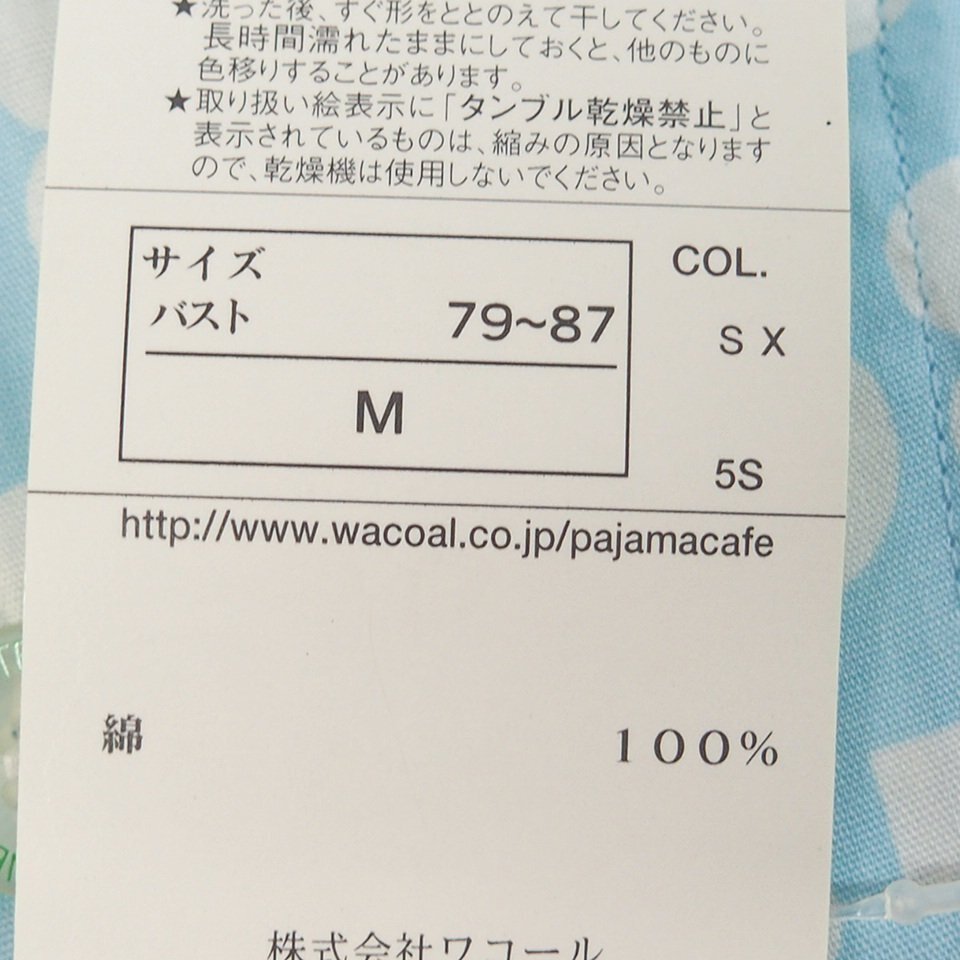 ★洗った後、すぐ形をととのえて干してください。
長時間濡れたままにしておくと、他のものに
色移りすることがあります。
★取り扱い絵表示に「タンブル乾燥禁止」と
表示されているものは、縮みの原因となります
ので、乾燥機は使用しないでください。
サイズ
バスト 79~87
M
COL.
S X
5S
http://www.wacoal.co.jp/pajamacafe
綿 100%
株式会社ワコール